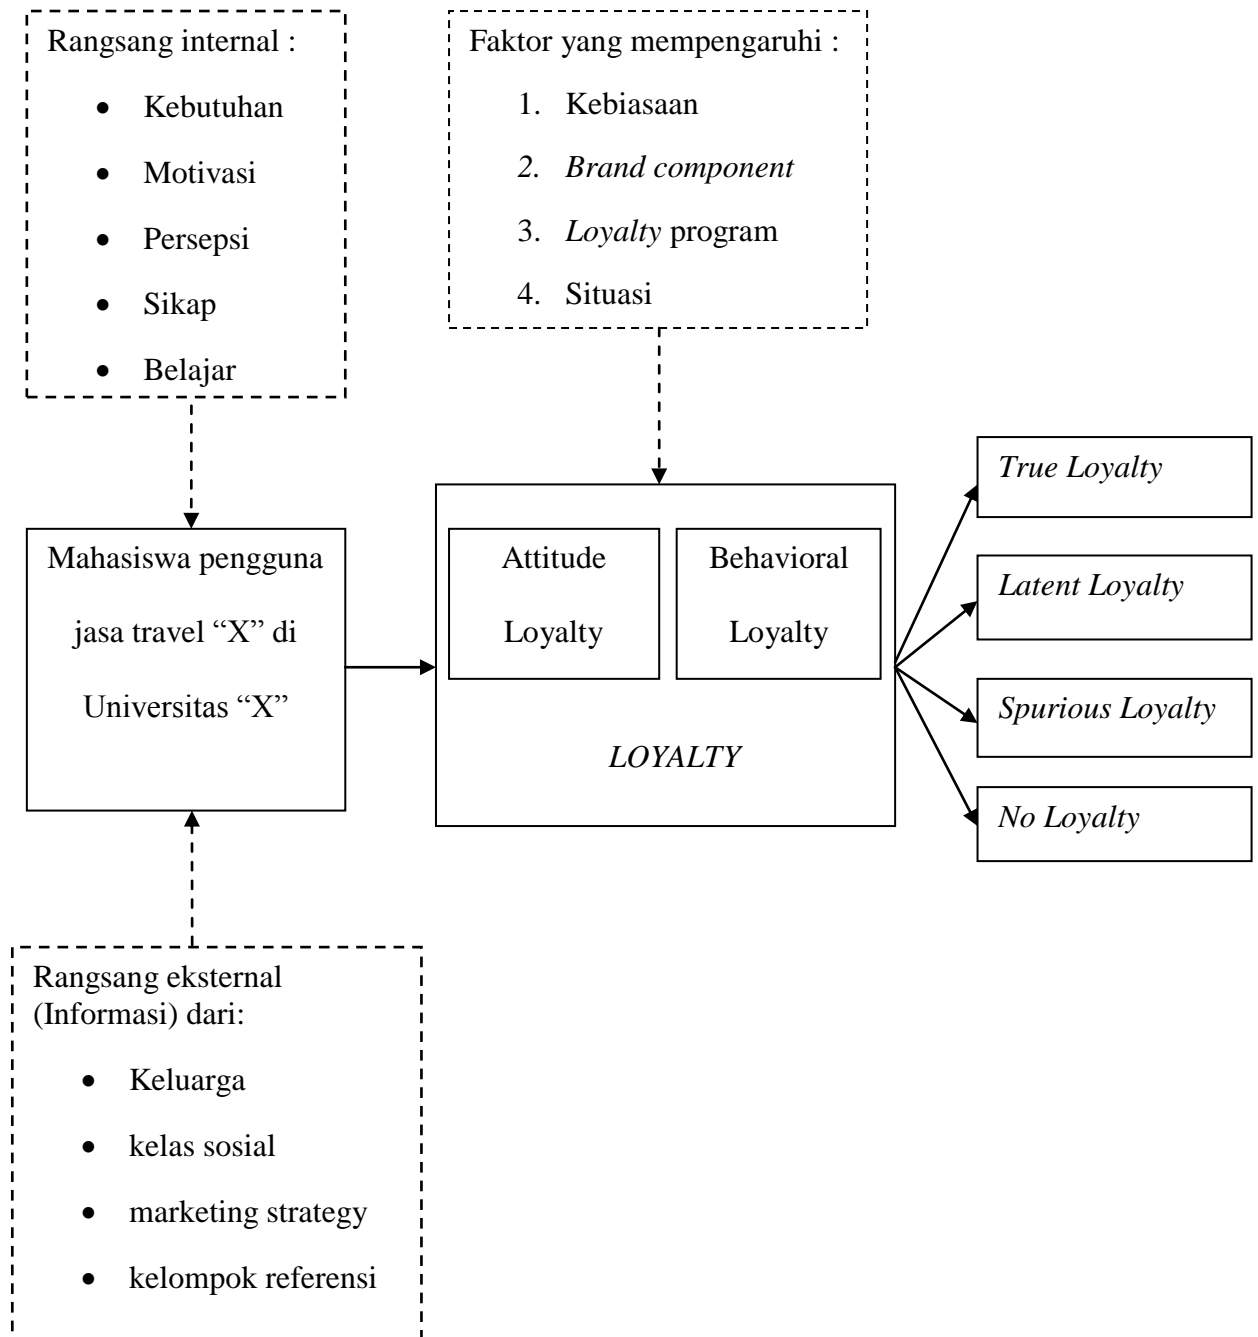 Rangsang internal :
• Kebutuhan
• Motivasi
• Persepsi
• Sikap
• Belajar
Faktor yang mempengaruhi :
1. Kebiasaan
2. Brand component
3. Loyalty program
4. Situasi
Mahasiswa pengguna
jasa travel “X” di
Universitas “X”
Attitude
Loyalty
Behavioral
Loyalty
LOYALTY
True Loyalty
Latent Loyalty
Spurious Loyalty
No Loyalty
Rangsang eksternal
(Informasi) dari:
• Keluarga
• kelas sosial
• marketing strategy
• kelompok referensi